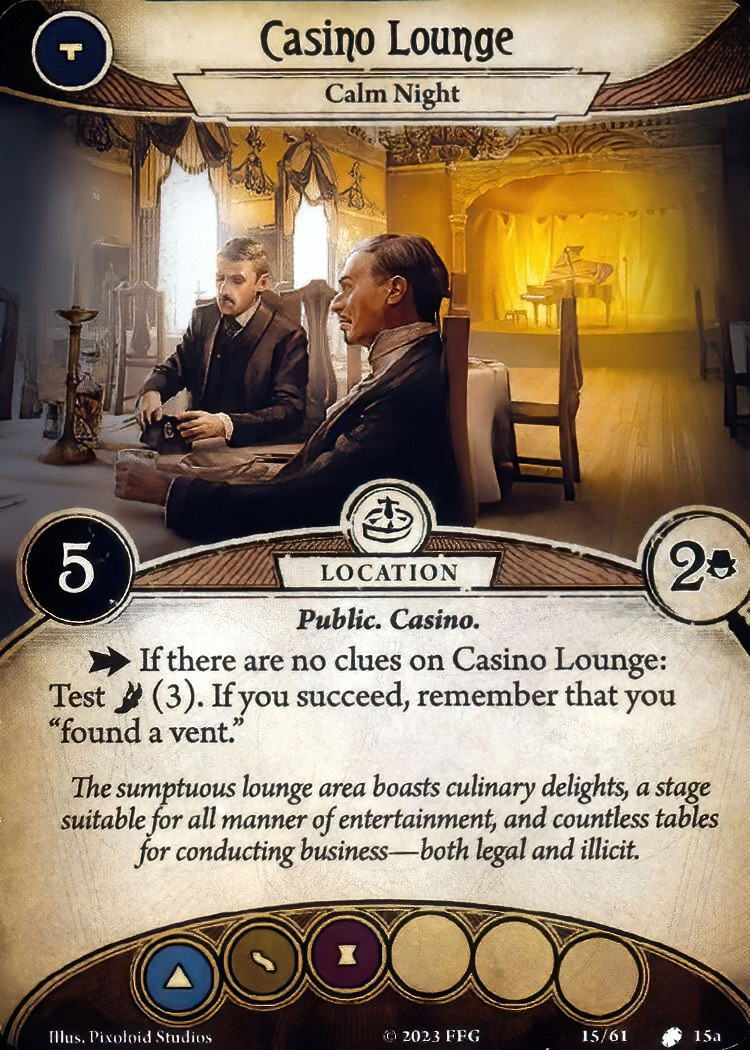 Casino Lounge
Calm Night
5
2
LOCATION
Public. Casino.
If there are no clues on Casino Lounge:
Test (3). If you succeed, remember that you
“found a vent.”
The sumptuous lounge area boasts culinary delights, a stage
suitable for all manner of entertainment, and countless tables
for conducting business—both legal and illicit.
Illus. Pixoloid Studios
© 2023 FFG
15/61
15a